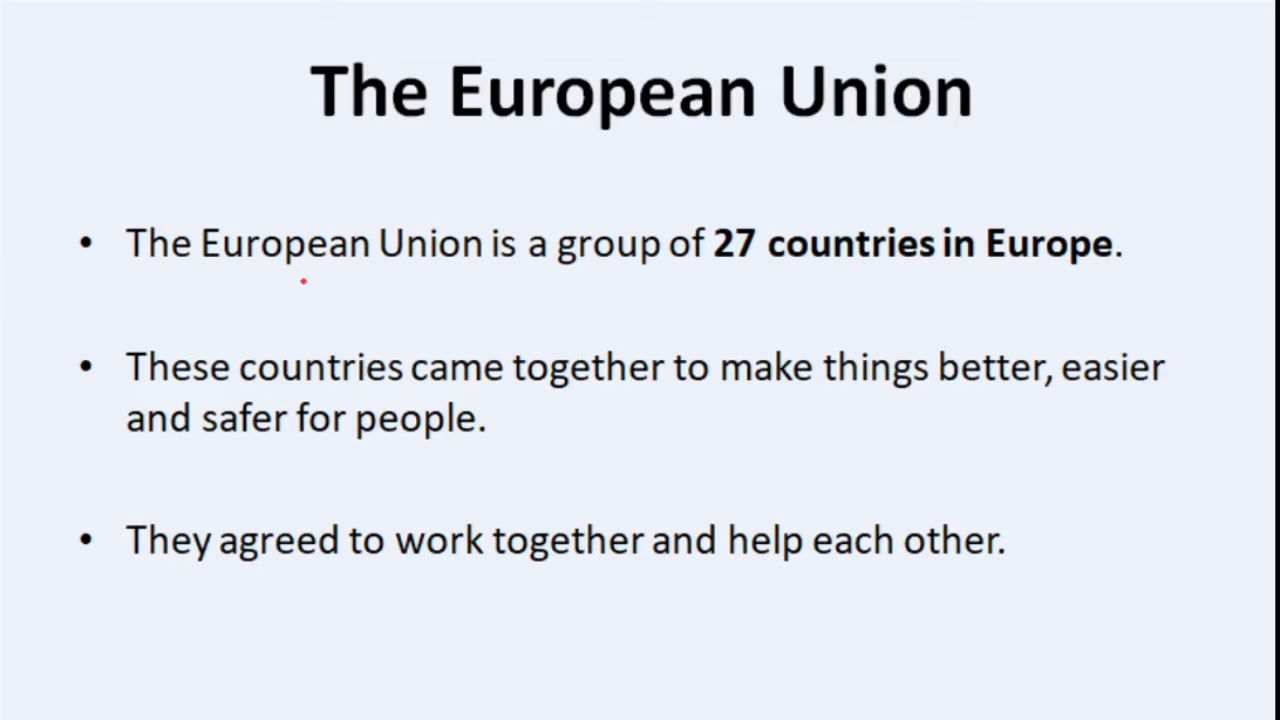 The European Union
• The European Union is a group of 27 countries in Europe.
• These countries came together to make things better, easier
and safer for people.
• They agreed to work together and help each other.